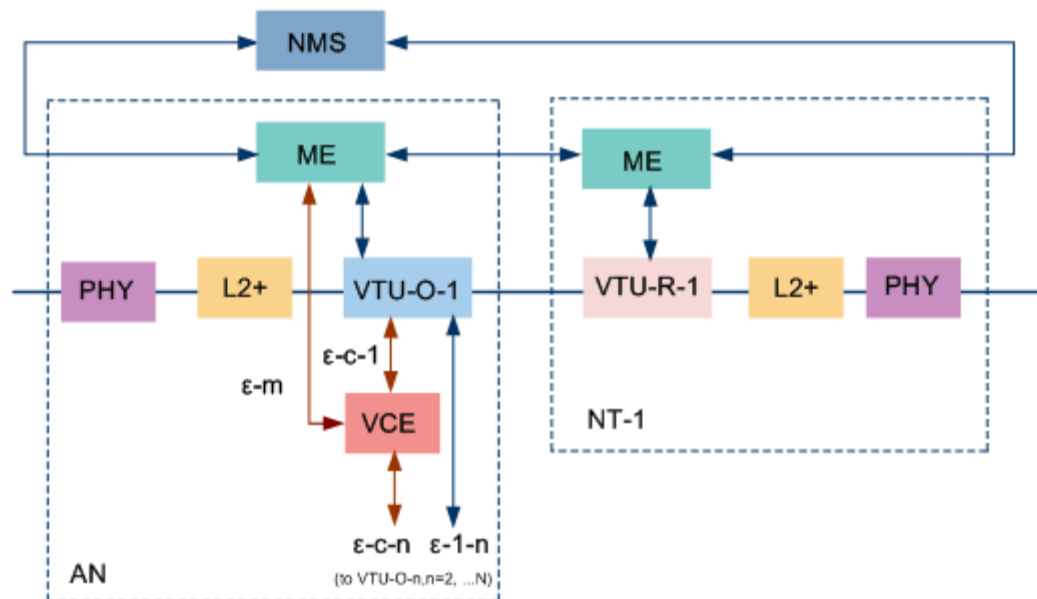 NMS
ME
ME
PHY
L2+
VTU-O-1
VTU-R-1
L2+
PHY
ε-c-1
ε-m
VCE
NT-1
ε-c-n
ε-1-n
(to VTU-O-n,n=2, ...N)
AN